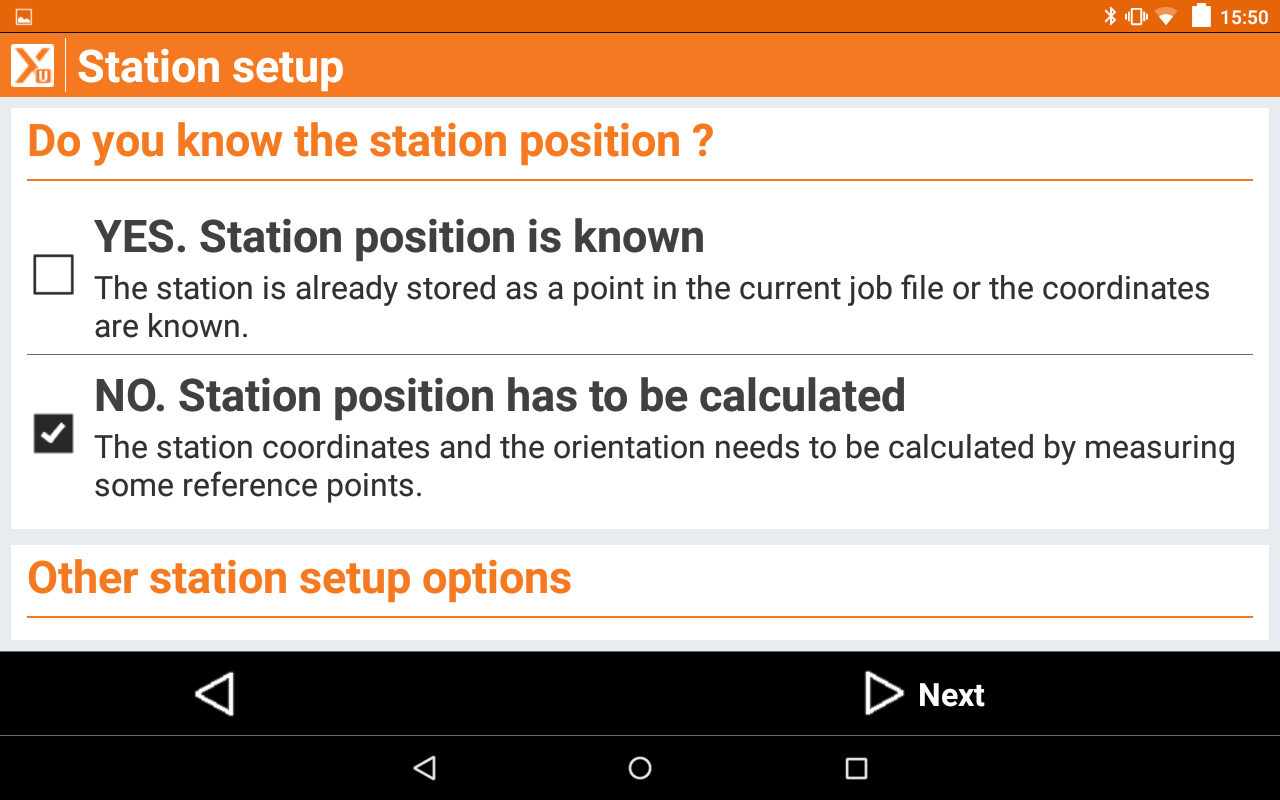 15:50
U
Station setup
Do you know the station position ?
YES. Station position is known
The station is already stored as a point in the current job file or the coordinates
are known.
NO. Station position has to be calculated
The station coordinates and the orientation needs to be calculated by measuring
some reference points.
Other station setup options
Next